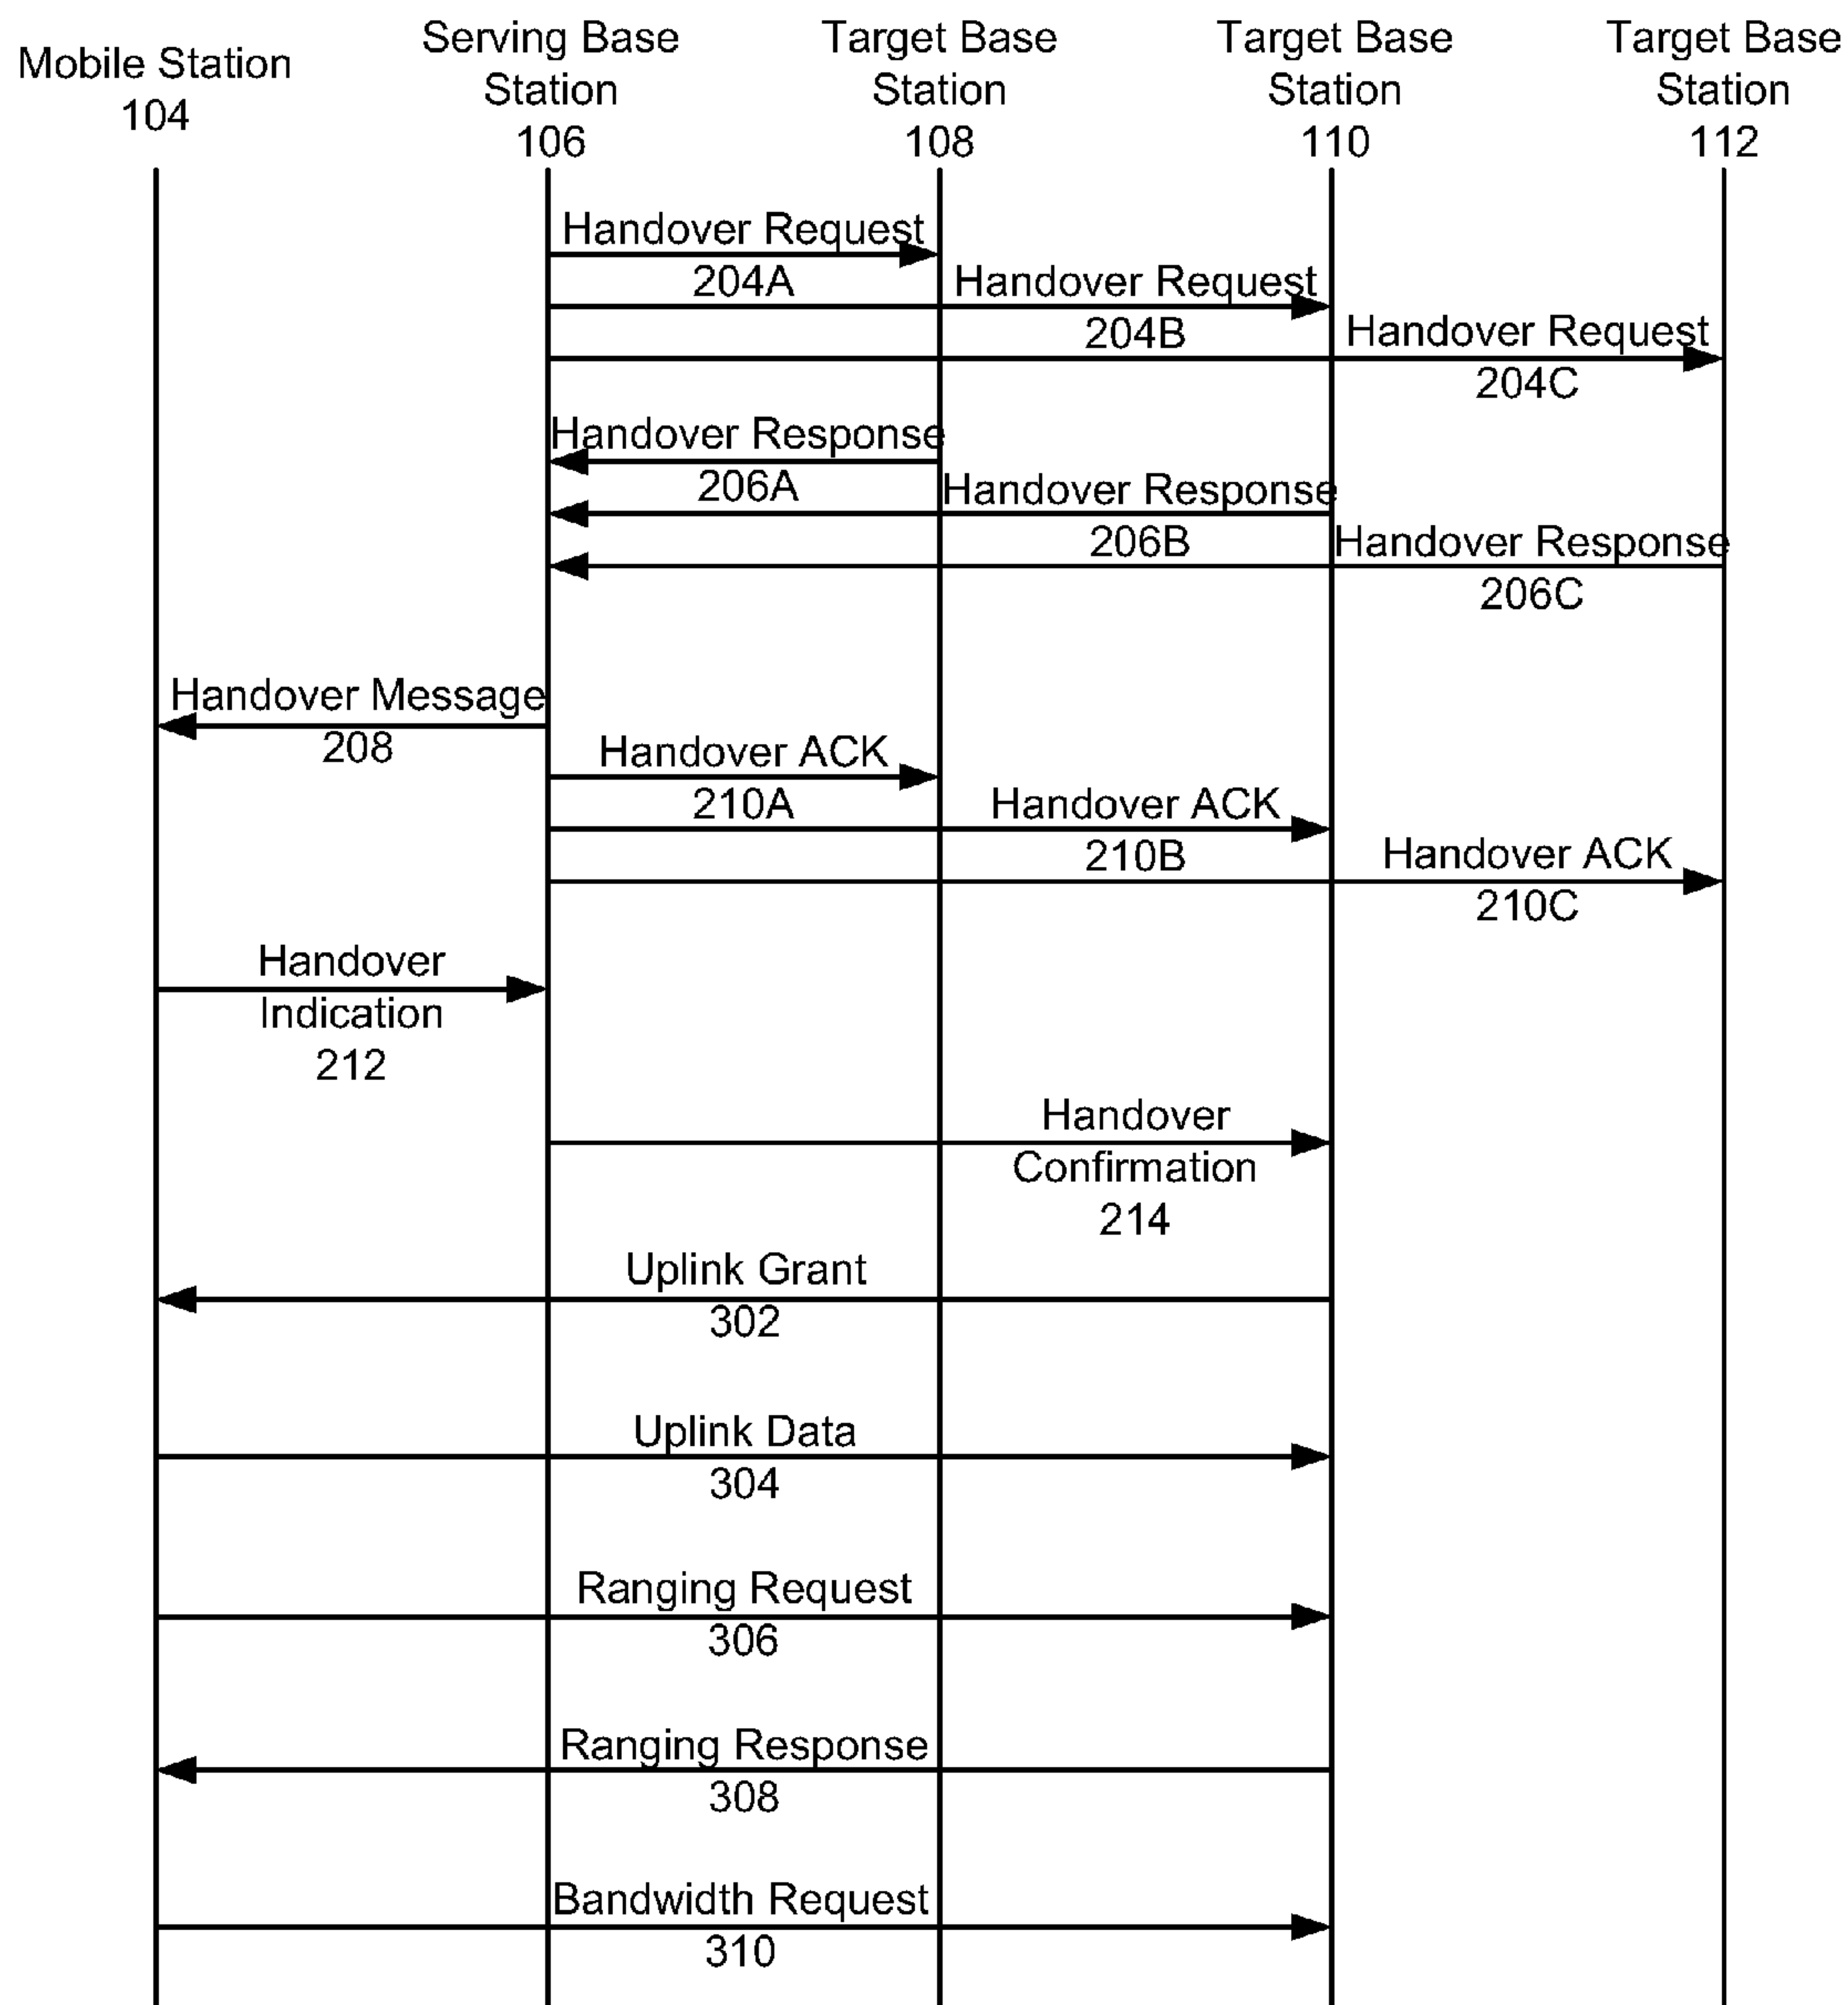 Mobile Station
104
Serving Base
Station
106
Target Base
Station
108
Target Base
Station
110
Target Base
Station
112
Handover Request
204A
Handover Request
204B
Handover Request
204C
Handover Response
206A
Handover Response
206B
Handover Response
206C
Handover Message
208
Handover ACK
210A
Handover ACK
210B
Handover ACK
210C
Handover
Indication
212
Handover
Confirmation
214
Uplink Grant
302
Uplink Data
304
Ranging Request
306
Ranging Response
308
Bandwidth Request
310